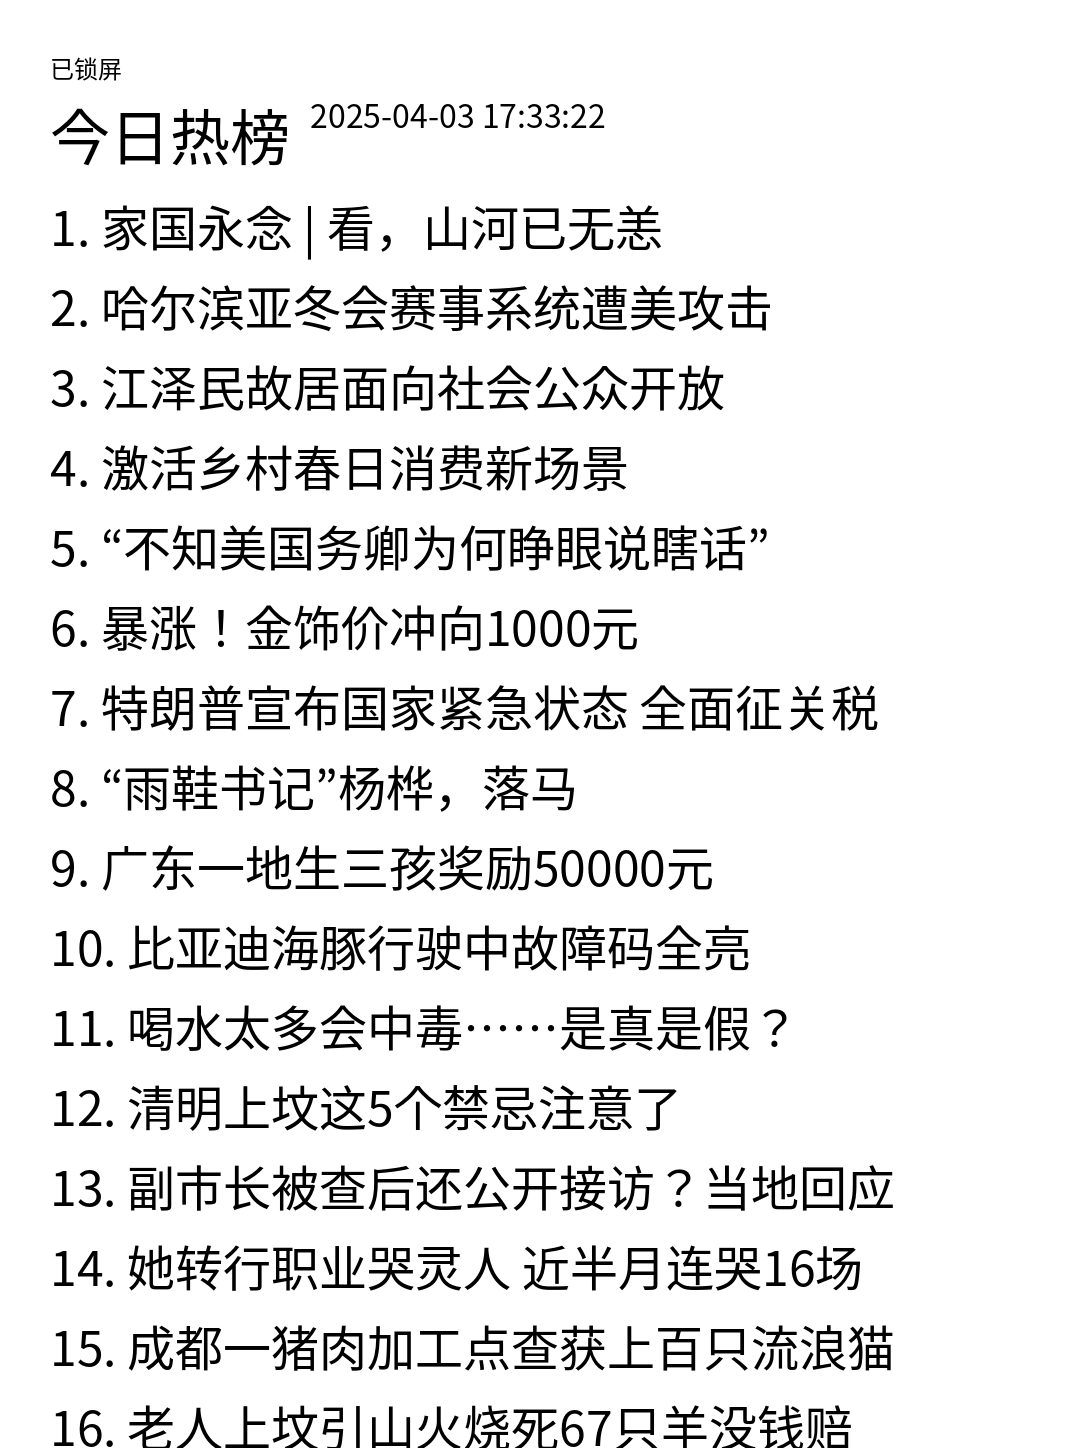 已锁屏
今日热榜 2025-04-03 17:33:22
1. 家国永念 | 看，山河已无恙
2. 哈尔滨亚冬会赛事系统遭美攻击
3. 江泽民故居面向社会公众开放
4. 激活乡村春日消费新场景
5. “不知美国务卿为何睁眼说瞎话”
6. 暴涨！金饰价冲向1000元
7. 特朗普宣布国家紧急状态 全面征关税
8. “雨鞋书记”杨桦，落马
9. 广东一地生三孩奖励50000元
10. 比亚迪海豚行驶中故障码全亮
11. 喝水太多会中毒……是真是假？
12. 清明上坟这5个禁忌注意了
13. 副市长被查后还公开接访？当地回应
14. 她转行职业哭灵人 近半月连哭16场
15. 成都一猪肉加工点查获上百只流浪猫
16. 老人上坟引山火烧死67只羊没钱赔